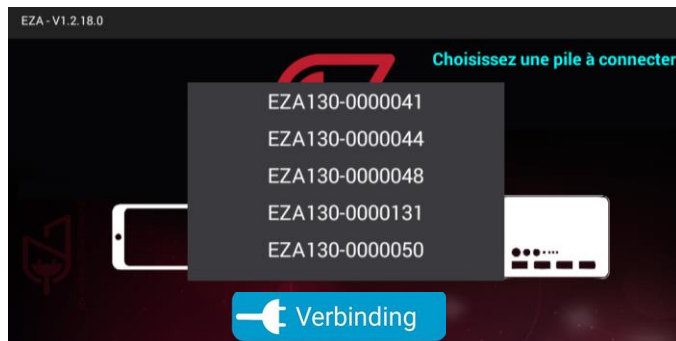 EZA - V1.2.18.0
Choisissez une pile à connecter
EZA130-0000041
EZA130-0000044
EZA130-0000048
EZA130-0000131
EZA130-0000050
Verbinding